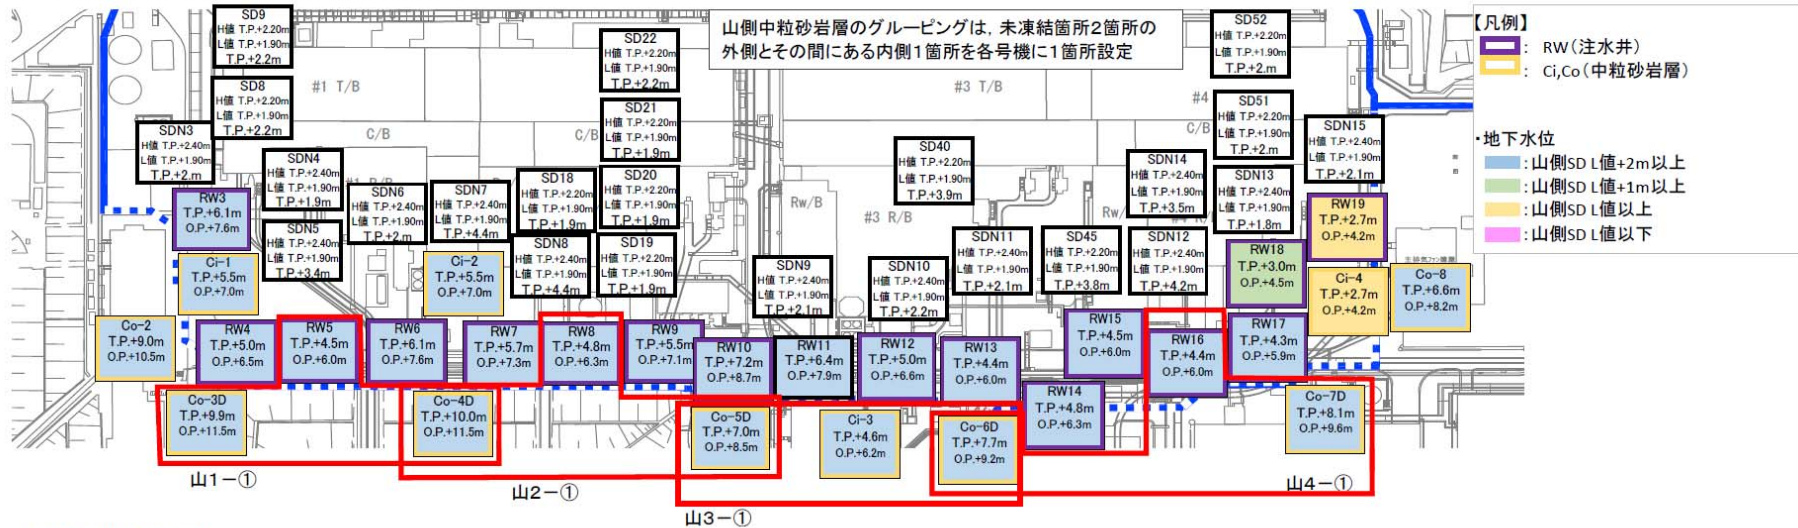 山側中粒砂岩層のグルーピングは，未凍結箇所2箇所の
外側とその間にある内側1箇所を各号機に1箇所設定
【凡例】
： RW（注水井）
： Ci,Co（中粒砂岩層）
・地下水位
：山側SD L値+2m以上
：山側SD L値+1m以上
：山側SD L値以上
：山側SD L値以下
SD9
H値 T.P.+2.20m
L値 T.P.+1.90m
T.P.+2.2m
SD8
H値 T.P.+2.20m
L値 T.P.+1.90m
T.P.+2.2m
SDN3
H値 T.P.+2.40m
L値 T.P.+1.90m
T.P.+2.m
SDN4
H値 T.P.+2.40m
L値 T.P.+1.90m
T.P.+1.9m
SDN5
H値 T.P.+2.40m
L値 T.P.+1.90m
T.P.+3.4m
SDN6
H値 T.P.+2.40m
L値 T.P.+1.90m
T.P.+2.m
SDN7
H値 T.P.+2.40m
L値 T.P.+1.90m
T.P.+4.4m
SD18
H値 T.P.+2.20m
L値 T.P.+1.90m
T.P.+1.9m
SDN8
H値 T.P.+2.40m
L値 T.P.+1.90m
T.P.+4.4m
SD22
H値 T.P.+2.20m
L値 T.P.+1.90m
T.P.+2.2m
SD21
H値 T.P.+2.20m
L値 T.P.+1.90m
T.P.+1.9m
SD20
H値 T.P.+2.20m
L値 T.P.+1.90m
T.P.+1.9m
SD19
H値 T.P.+2.20m
L値 T.P.+1.90m
T.P.+1.9m
SDN9
H値 T.P.+2.40m
L値 T.P.+1.90m
T.P.+2.1m
SD40
H値 T.P.+2.20m
L値 T.P.+1.90m
T.P.+3.9m
SDN10
H値 T.P.+2.40m
L値 T.P.+1.90m
T.P.+2.2m
SDN11
H値 T.P.+2.40m
L値 T.P.+1.90m
T.P.+2.1m
SD45
H値 T.P.+2.20m
L値 T.P.+1.90m
T.P.+3.8m
SDN14
H値 T.P.+2.40m
L値 T.P.+1.90m
T.P.+3.5m
SDN12
H値 T.P.+2.40m
L値 T.P.+1.90m
T.P.+4.2m
SD52
H値 T.P.+2.20m
L値 T.P.+1.90m
T.P.+2.m
SD51
H値 T.P.+2.20m
L値 T.P.+1.90m
T.P.+2.m
SDN13
H値 T.P.+2.40m
L値 T.P.+1.90m
T.P.+1.8m
SDN15
H値 T.P.+2.40m
L値 T.P.+1.90m
T.P.+2.1m
#1 T/B
C/B
C/B
#3 T/B
#4
C/B
Rw/B
#3 R/B
Rw
RW3
T.P.+6.1m
O.P.+7.6m
Ci-1
T.P.+5.5m
O.P.+7.0m
Ci-2
T.P.+5.5m
O.P.+7.0m
RW19
T.P.+2.7m
O.P.+4.2m
RW18
T.P.+3.0m
O.P.+4.5m
Ci-4
T.P.+2.7m
O.P.+4.2m
Co-8
T.P.+6.6m
O.P.+8.2m
Co-2
T.P.+9.0m
O.P.+10.5m
RW4
T.P.+5.0m
O.P.+6.5m
RW5
T.P.+4.5m
O.P.+6.0m
RW6
T.P.+6.1m
O.P.+7.6m
RW7
T.P.+5.7m
O.P.+7.3m
RW8
T.P.+4.8m
O.P.+6.3m
RW9
T.P.+5.5m
O.P.+7.1m
RW10
T.P.+7.2m
O.P.+8.7m
RW11
T.P.+6.4m
O.P.+7.9m
RW12
T.P.+5.0m
O.P.+6.6m
RW13
T.P.+4.4m
O.P.+6.0m
RW14
T.P.+4.8m
O.P.+6.3m
RW15
T.P.+4.5m
O.P.+6.0m
RW16
T.P.+4.4m
O.P.+6.0m
RW17
T.P.+4.3m
O.P.+5.9m
Co-3D
T.P.+9.9m
O.P.+11.5m
Co-4D
T.P.+10.0m
O.P.+11.5m
Co-5D
T.P.+7.0m
O.P.+8.5m
Ci-3
T.P.+4.6m
O.P.+6.2m
Co-6D
T.P.+7.7m
O.P.+9.2m
Co-7D
T.P.+8.1m
O.P.+9.6m
山1－①
山2－①
山3－①
山4－①